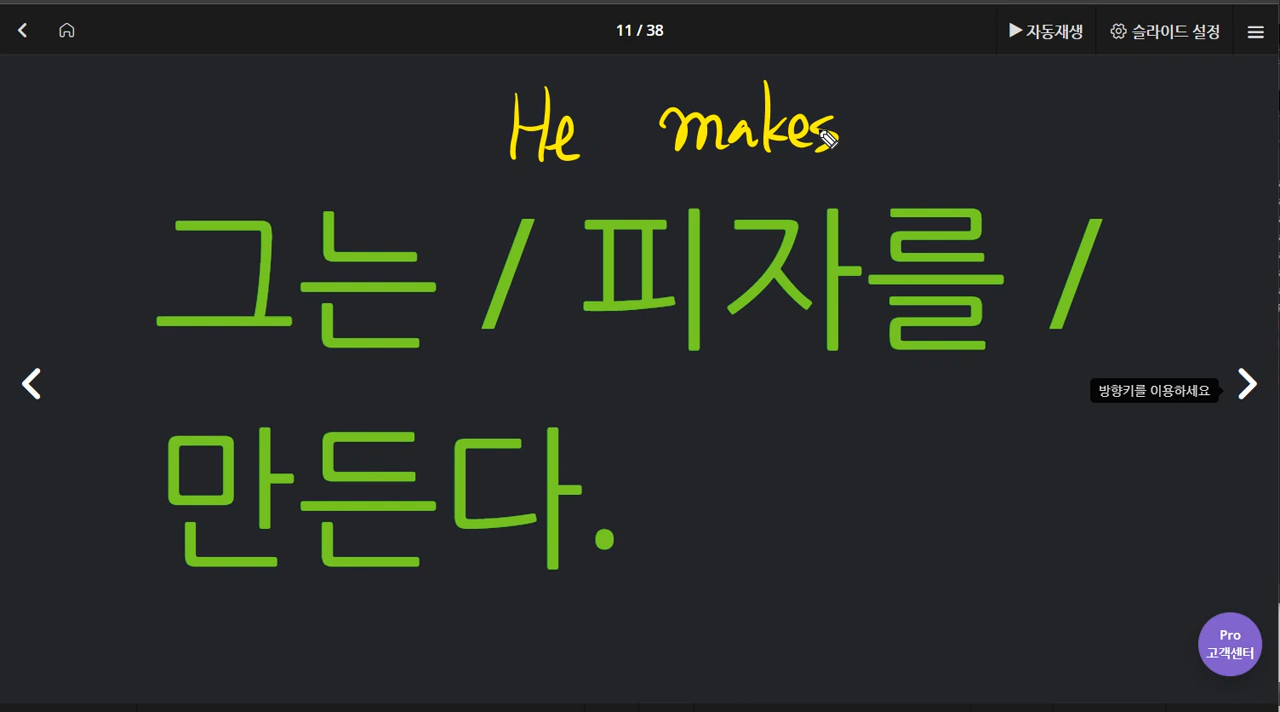 11 / 38
▶ 자동재생
슬라이드 설정
He makes
그는 / 피자를 /
만든다.
방향키를 이용하세요
Pro
고객센터